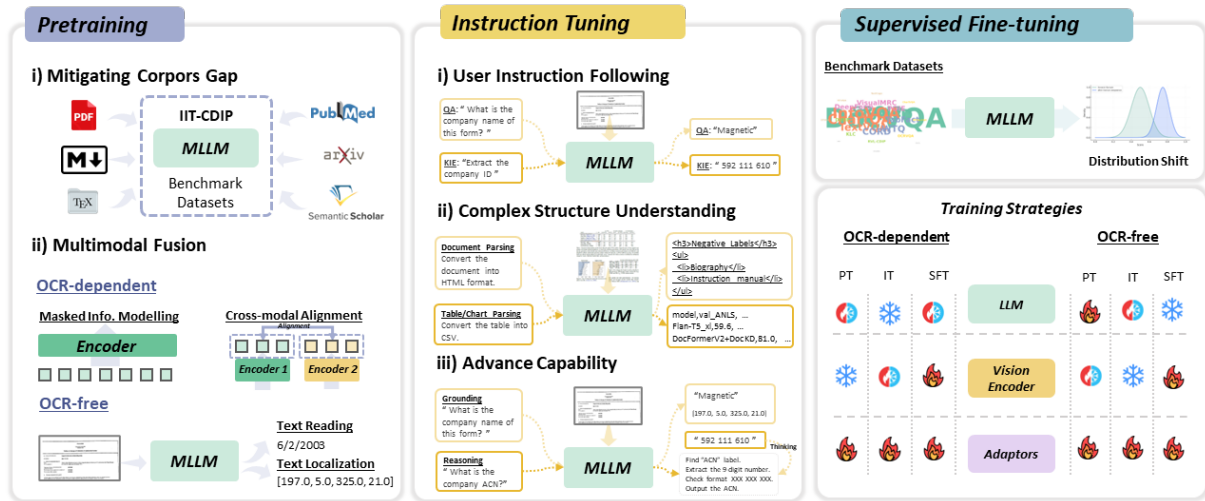 Pretraining
i) Mitigating Corpors Gap
PDF
IIT-CDIP
PubMed
MLLM
M
arXiv
Benchmark
Datasets
TEX
Semantic Scholar
ii) Multimodal Fusion
OCR-dependent
Masked Info. Modelling
Cross-modal Alignment
Alignment
Encoder
Encoder 1
Encoder 2
OCR-free
MLLM
Text Reading
6/2/2003
Text Localization
[197.0, 5.0, 325.0, 21.0]
Instruction Tuning
i) User Instruction Following
QA: “ What is the
company name of
this form? ”
KIE: “Extract the
company ID ”
MLLM
QA: “Magnetic”
KIE: “ 592 111 610 ”
ii) Complex Structure Understanding
Document Parsing
Convert the
document into
HTML format.
Table/Chart Parsing
Convert the table into
CSV.
MLLM
<h3>Negative Labels</h3>
<ul>
<li>Biography</li>
<li>Instruction manual</li>
</ul>
model,val_ANLS, ...
Flan-T5_xl,59.6, ...
DocFormerV2+DocKD,81.0, ...
iii) Advance Capability
Grounding
“ What is the
company name of
this form? ”
Reasoning
“ What is the
company ACN? ”
MLLM
“Magnetic”
[197.0, 5.0, 325.0, 21.0]
“ 592 111 610 ”
Thinking
Find “ACN” label.
Extract the 9 digit number.
Check format XXX XXX XXX.
Output the ACN.
Supervised Fine-tuning
Benchmark Datasets
VisualMRC
DocVQA
CORD
MLLM
Distribution Shift
Training Strategies
OCR-dependent
OCR-free
PT IT SFT
PT IT SFT
LLM
Vision
Encoder
Adaptors